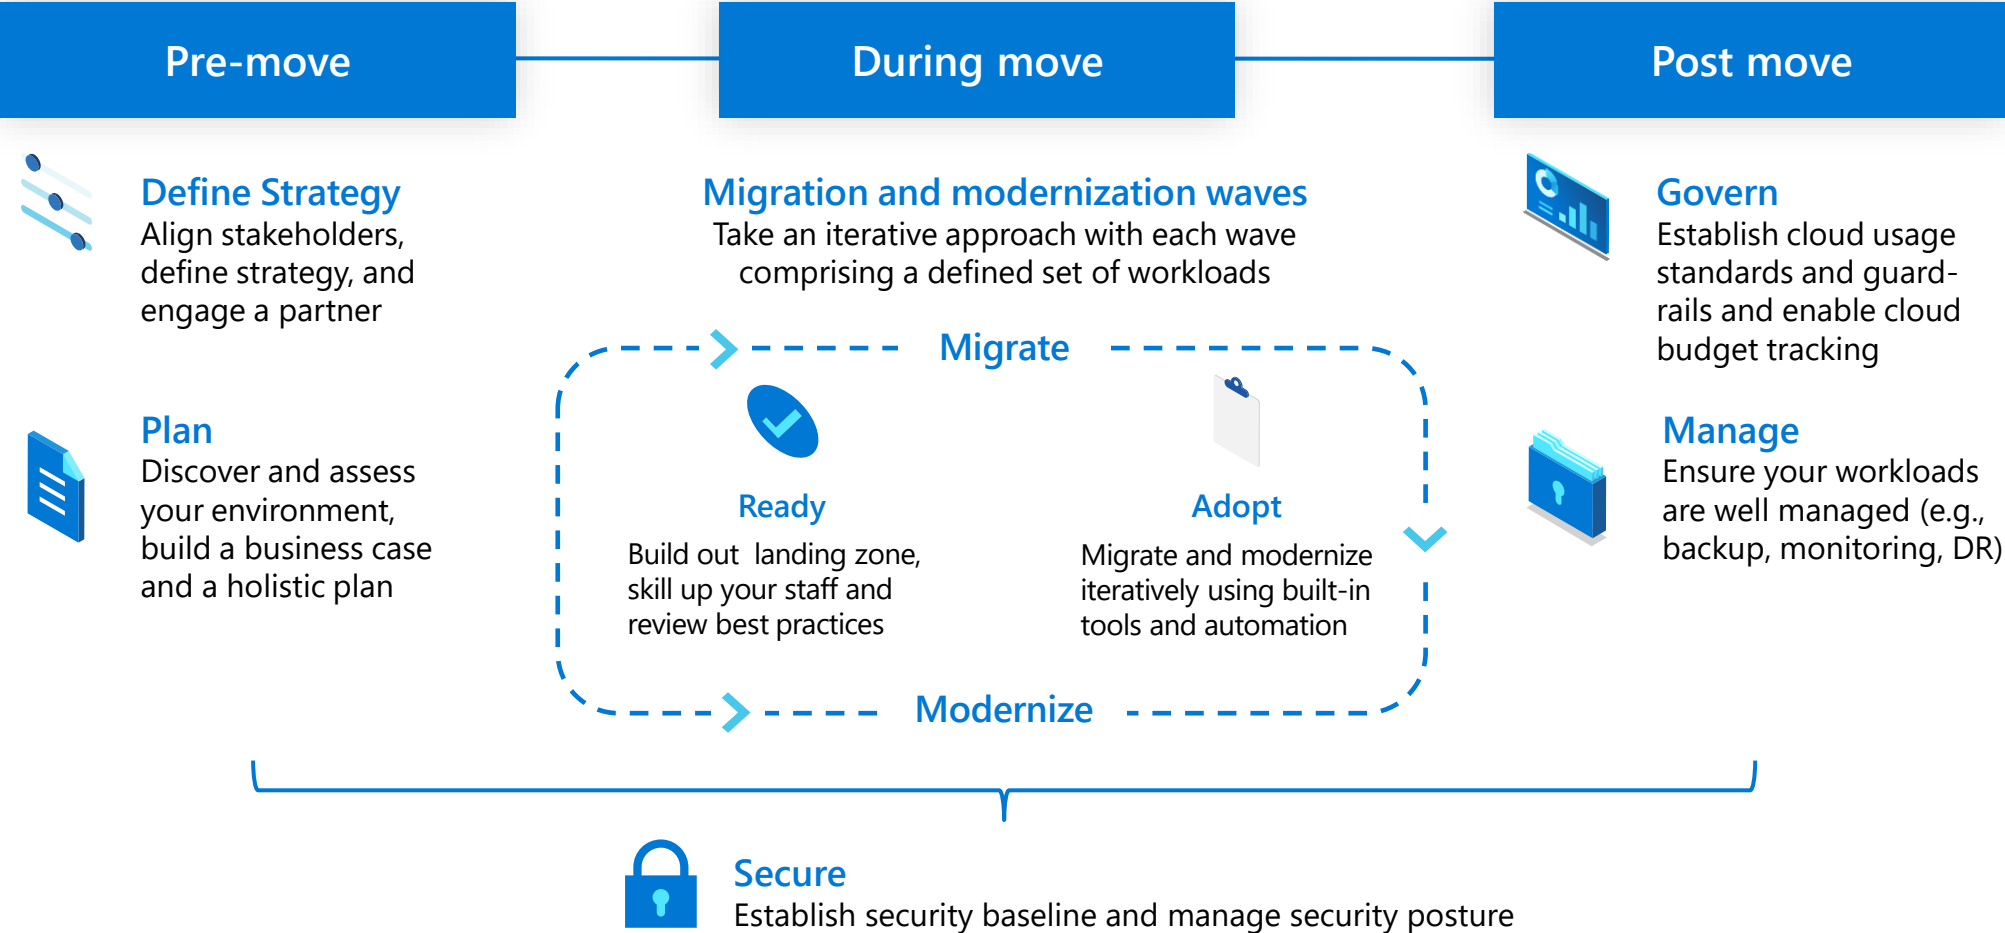 Pre-move
During move
Post move
Define Strategy
Align stakeholders,
define strategy, and
engage a partner
Plan
Discover and assess
your environment,
build a business case
and a holistic plan
Migration and modernization waves
Take an iterative approach with each wave
comprising a defined set of workloads
Migrate
Ready
Build out  landing zone,
skill up your staff and
review best practices
Adopt
Migrate and modernize
iteratively using built-in
tools and automation
Modernize
Govern
Establish cloud usage
standards and guard-
rails and enable cloud
budget tracking
Manage
Ensure your workloads
are well managed (e.g.,
backup, monitoring, DR)
Secure
Establish security baseline and manage security posture